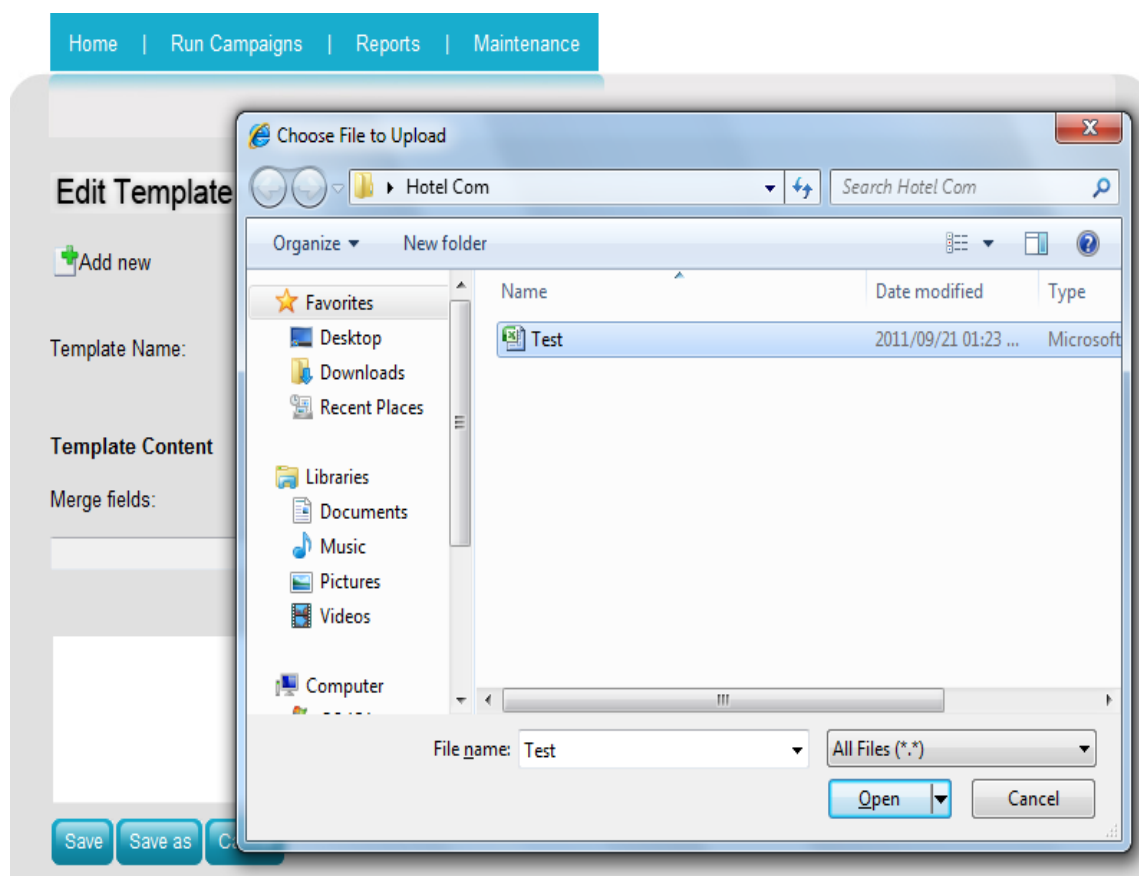 Home | Run Campaigns | Reports | Maintenance
Choose File to Upload
Hotel Com
Search Hotel Com
Edit Template
Organize
New folder
Add new
Name
Date modified
Type
Favorites
Test
2011/09/21 01:23 ...
Microsoft
Desktop
Template Name:
Downloads
Recent Places
Template Content
Libraries
Merge fields:
Documents
Music
Pictures
Videos
Computer
File name:
Test
All Files (*.*)
Open
Cancel
Save
Save as